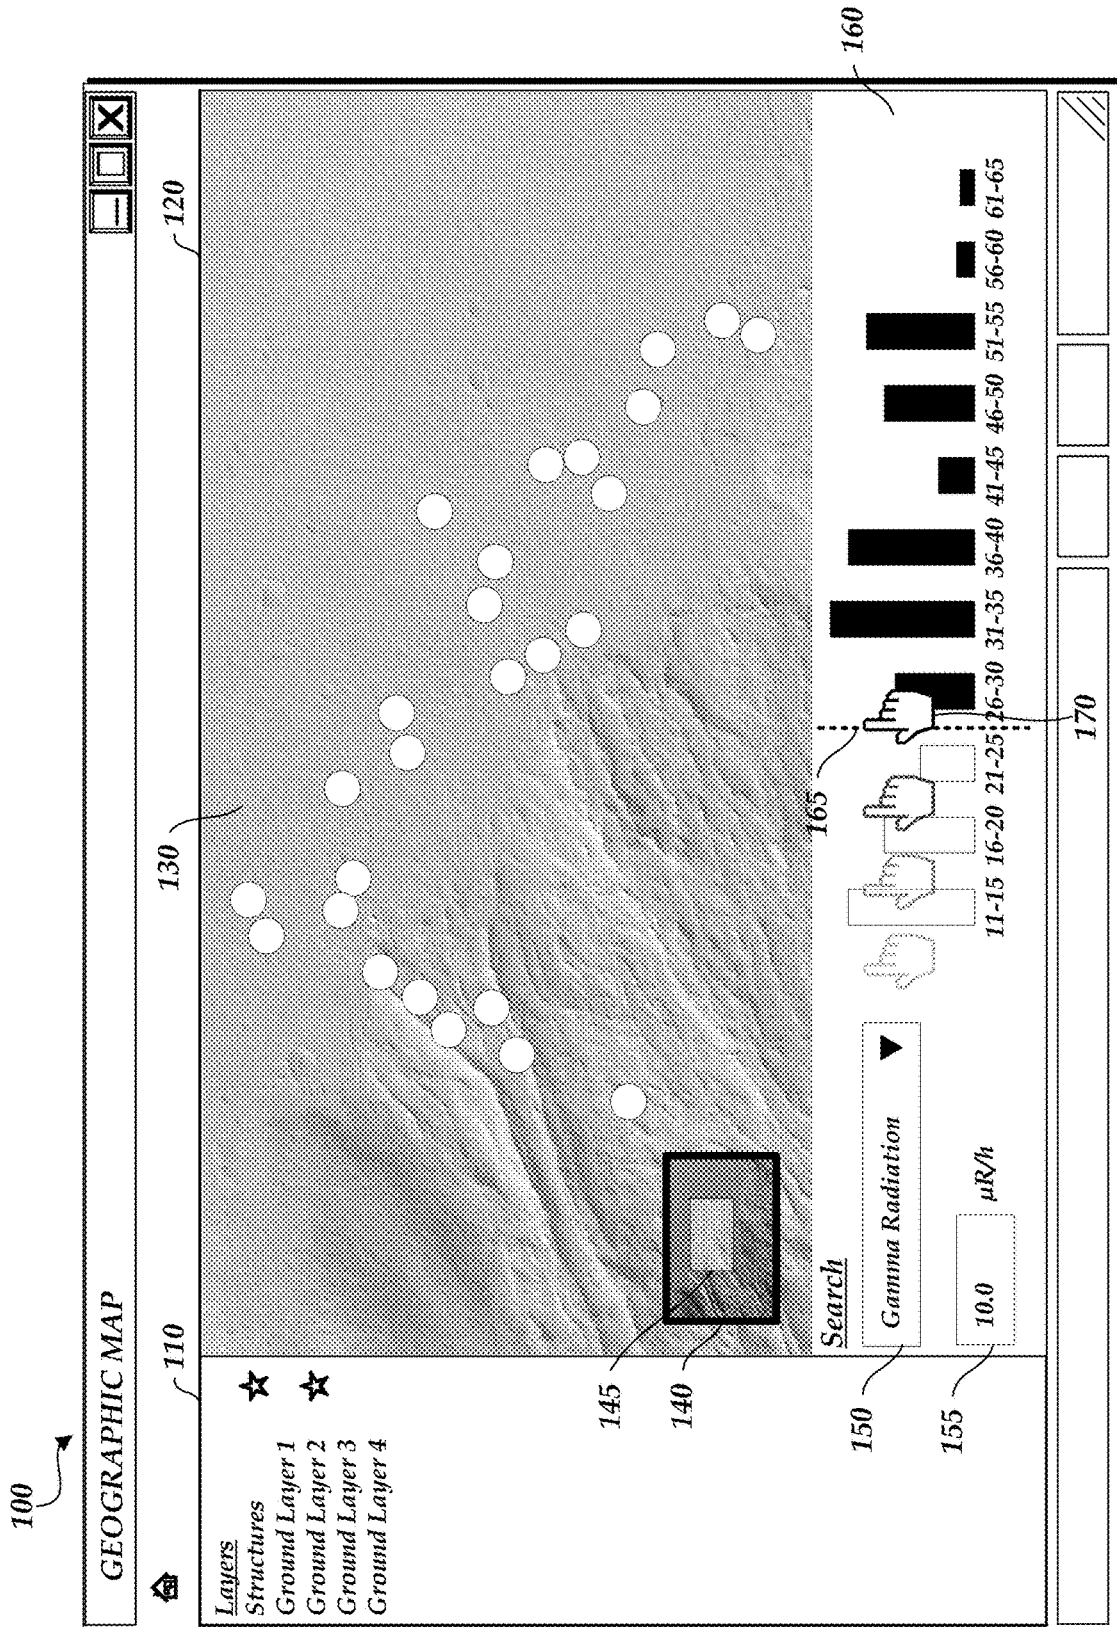 100
GEOGRAPHIC MAP
110
130
120
Layers
Structures
Ground Layer 1
Ground Layer 2
Ground Layer 3
Ground Layer 4
145
140
Search
150
Gamma Radiation
155
10.0
μR/h
165
160
11-15 16-20 21-25 26-30 31-35 36-40 41-45 46-50 51-55 56-60 61-65
170